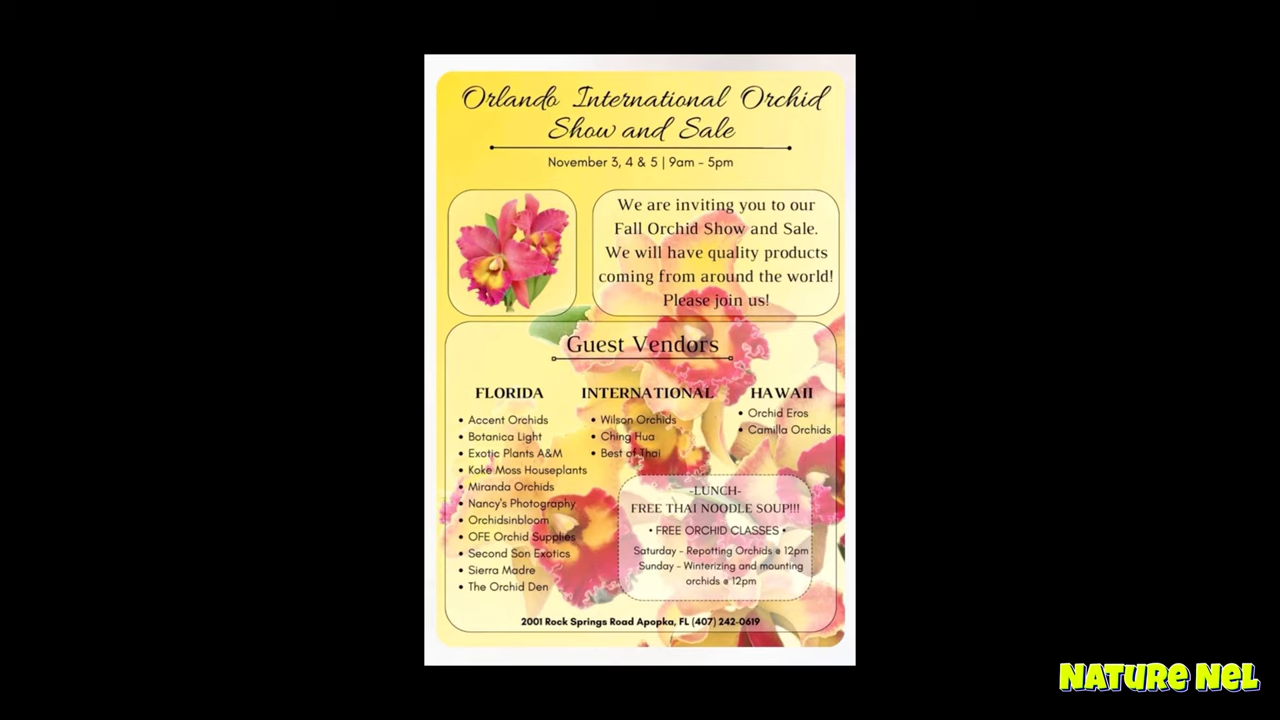 Orlando International Orchid
Show and Sale
November 3, 4 & 5 | 9am - 5pm
We are inviting you to our
Fall Orchid Show and Sale.
We will have quality products
coming from around the world!
Please join us!
Guest Vendors
FLORIDA
• Accent Orchids
• Botanica Light
• Exotic Plants A&M
• Koke Moss Houseplants
• Miranda Orchids
• Nancy's Photography
• Orchidsinbloom
• OFE Orchid Supplies
• Second Son Exotics
• Sierra Madre
• The Orchid Den
INTERNATIONAL
• Wilson Orchids
• Ching Hua
• Best of Thai
HAWAII
• Orchid Eros
• Camilla Orchids
-LUNCH-
FREE THAI NOODLE SOUP!!!
• FREE ORCHID CLASSES •
Saturday - Repotting Orchids @ 12pm
Sunday - Winterizing and mounting
orchids @ 12pm
2001 Rock Springs Road Apopka, FL (407) 242-0619
NATURE NEL